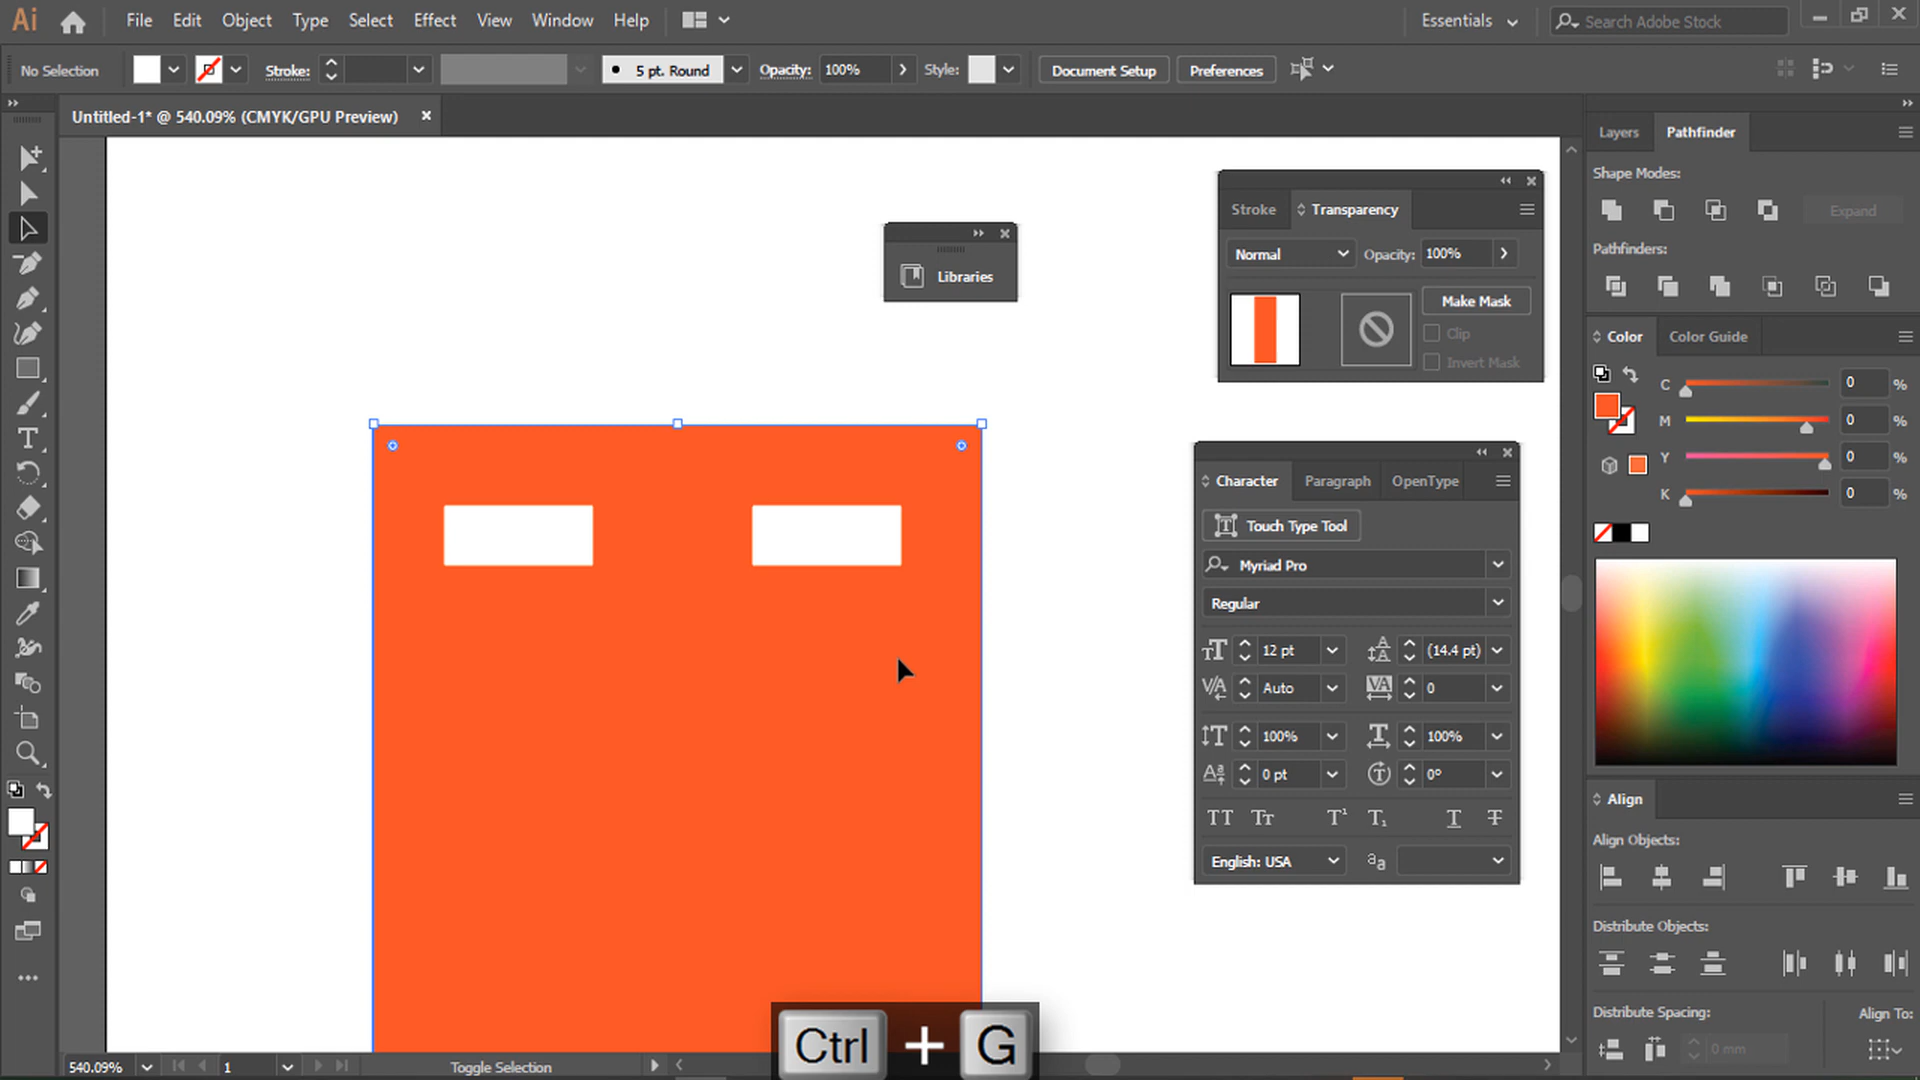 Ai File Edit Object Type Select Effect View Window Help Essentials Search Adobe Stock
No Selection Stroke: 5 pt. Round Opacity: 100% Style: Document Setup Preferences
Untitled-1* @ 540.09% (CMYK/GPU Preview)
Layers Pathfinder
Shape Modes:
Expand
Pathfinders:
Libraries
Stroke Transparency
Normal Opacity: 100%
Make Mask
Clip
Invert Mask
Color Color Guide
C 0 %
M 0 %
Y 0 %
K 0 %
Character Paragraph OpenType
Touch Type Tool
Myriad Pro
Regular
12 pt (14.4 pt)
Auto 0
100% 100%
0 pt 0°
English: USA
Align
Align Objects:
Distribute Objects:
Distribute Spacing: Align To:
0 mm
Ctrl + G
540.09% 1 Toggle Selection